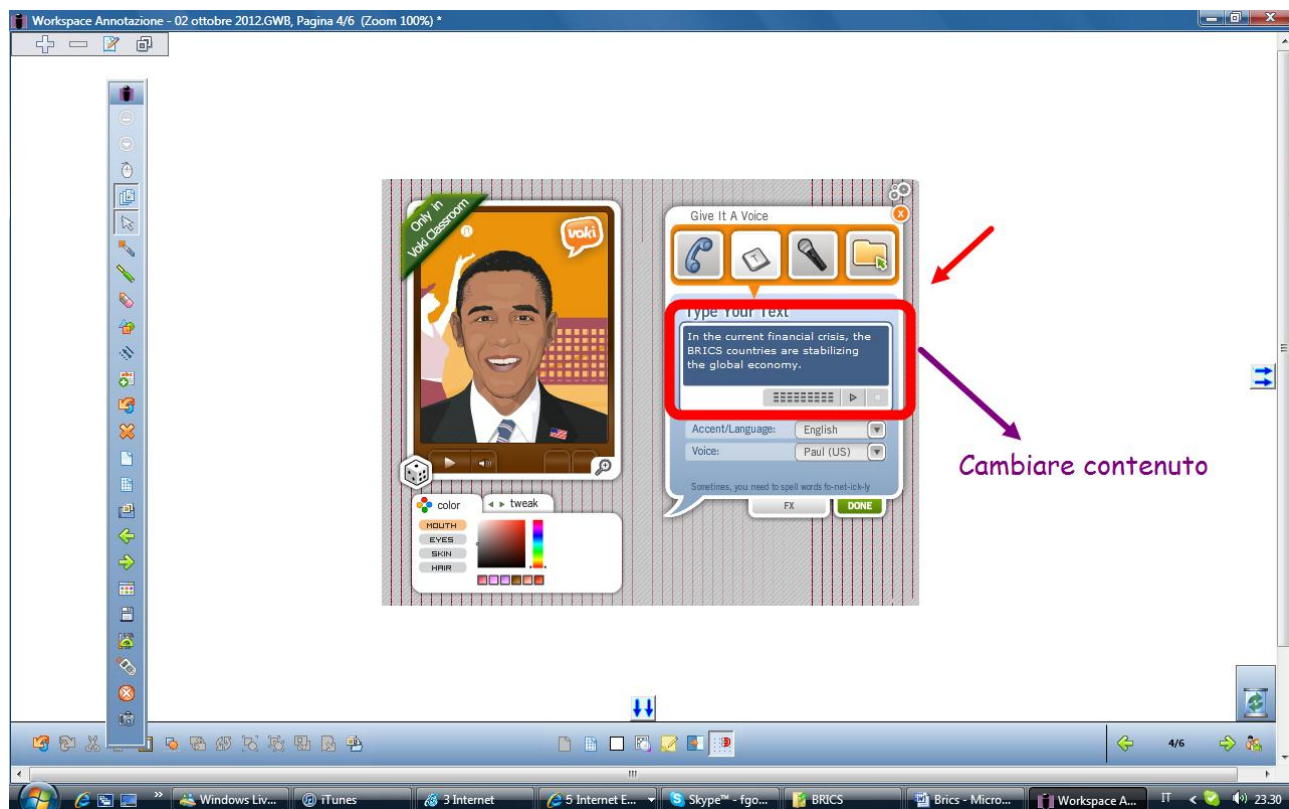 Workspace Annotazione - 02 ottobre 2012.GWB, Pagina 4/6 (Zoom 100%) *
Only in
Voki Classroom
voki
Give It A Voice
T
Type Your Text
In the current financial crisis, the
BRICS countries are stabilizing
the global economy.
Accent/Language: English
Voice: Paul (US)
Sometimes, you need to spell words fo-net-ick-ly
FX DONE
color tweak
MOUTH
EYES
SKIN
HAIR
Cambiare contenuto
4/6
Windows Liv... iTunes 3 Internet 5 Internet E... Skype™ - fgo... BRICS Brics - Micro... Workspace A... IT 23.30